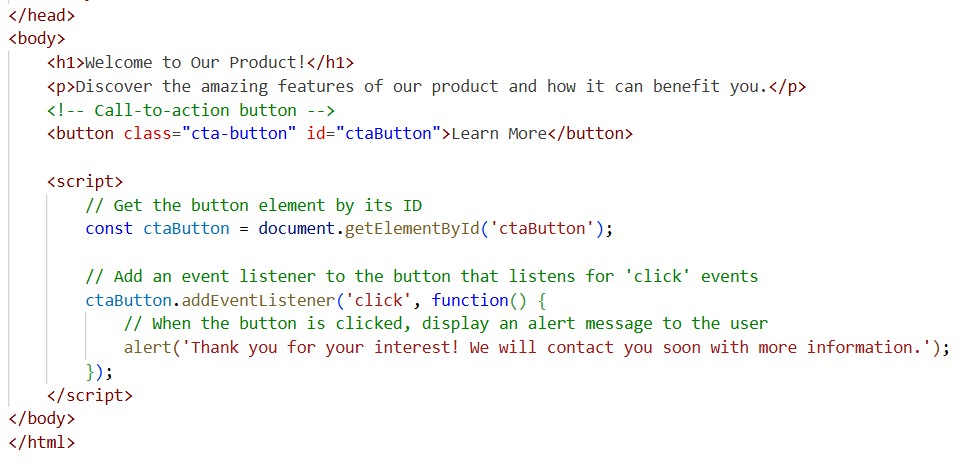 </head>
<body>
    <h1>Welcome to Our Product!</h1>
    <p>Discover the amazing features of our product and how it can benefit you.</p>
    <!-- Call-to-action button -->
    <button class="cta-button" id="ctaButton">Learn More</button>

    <script>
        // Get the button element by its ID
        const ctaButton = document.getElementById('ctaButton');

        // Add an event listener to the button that listens for 'click' events
        ctaButton.addEventListener('click', function() {
            // When the button is clicked, display an alert message to the user
            alert('Thank you for your interest! We will contact you soon with more information.');
        });
    </script>
</body>
</html>